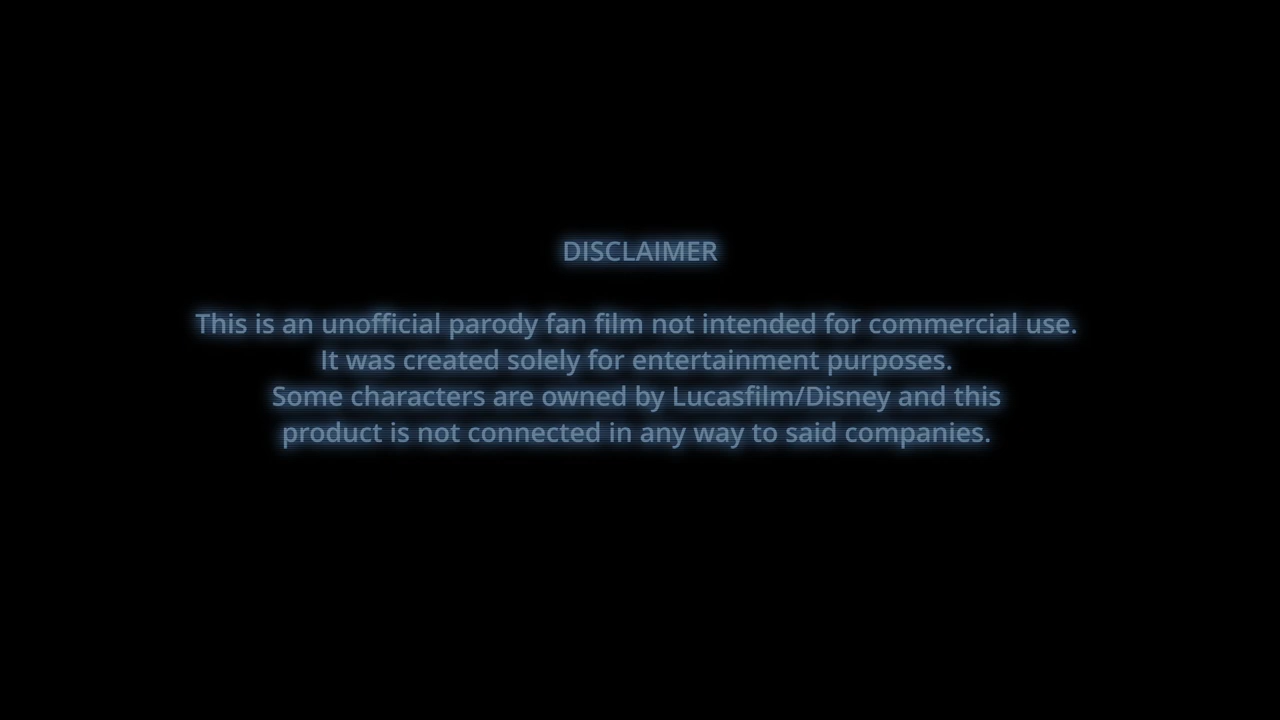 DISCLAIMER
This is an unofficial parody fan film not intended for commercial use.
It was created solely for entertainment purposes.
Some characters are owned by Lucasfilm/Disney and this
product is not connected in any way to said companies.